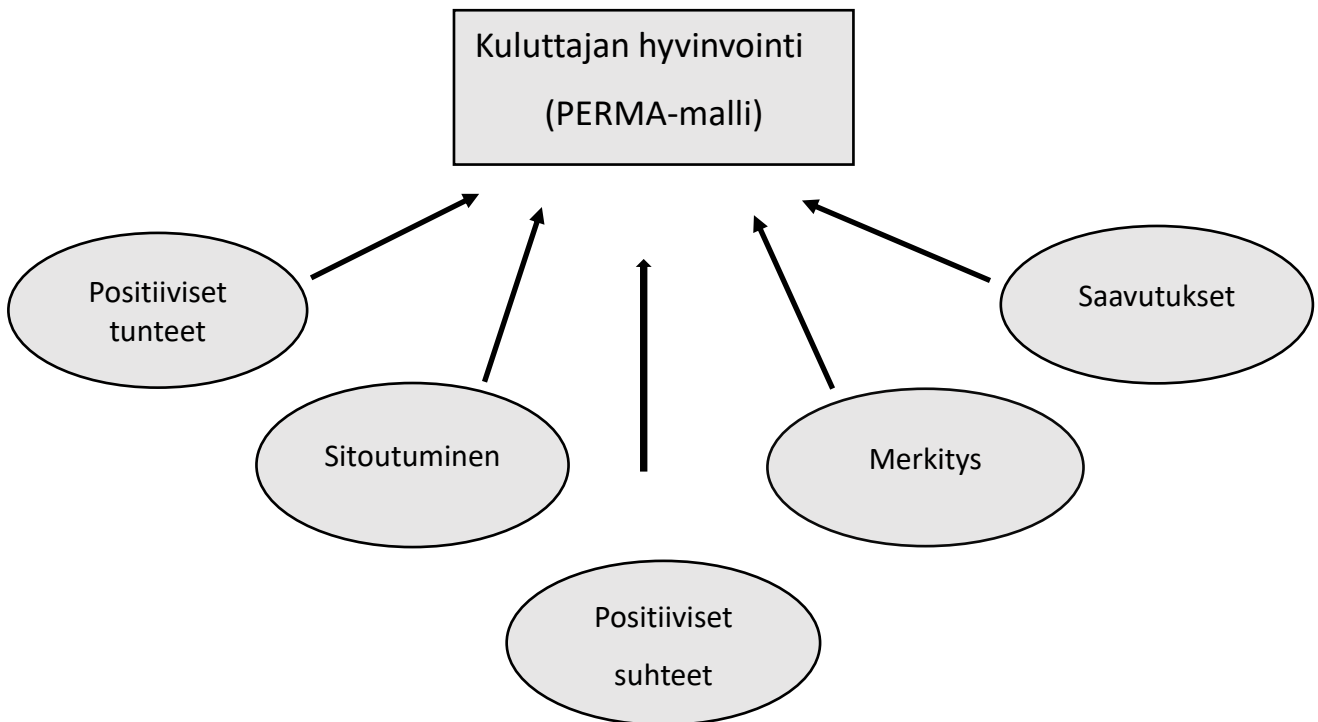 Kuluttajan hyvinvointi
(PERMA-malli)
Positiiviset
tunteet
Sitoutuminen
Positiiviset
suhteet
Merkitys
Saavutukset